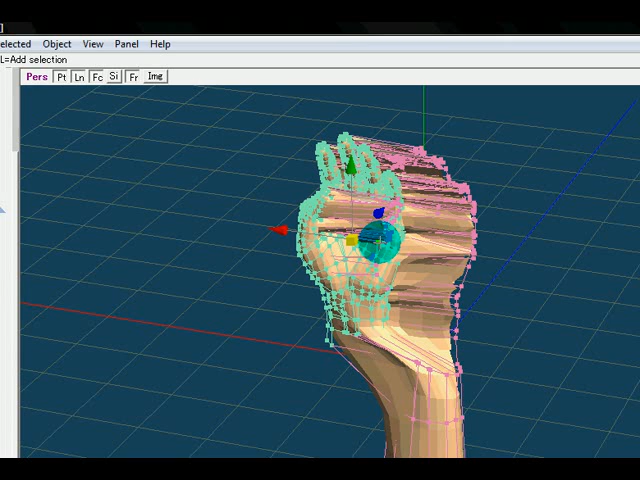 ]
elected Object View Panel Help
L=Add selection
Pers Pt Ln Fc Si Fr Img